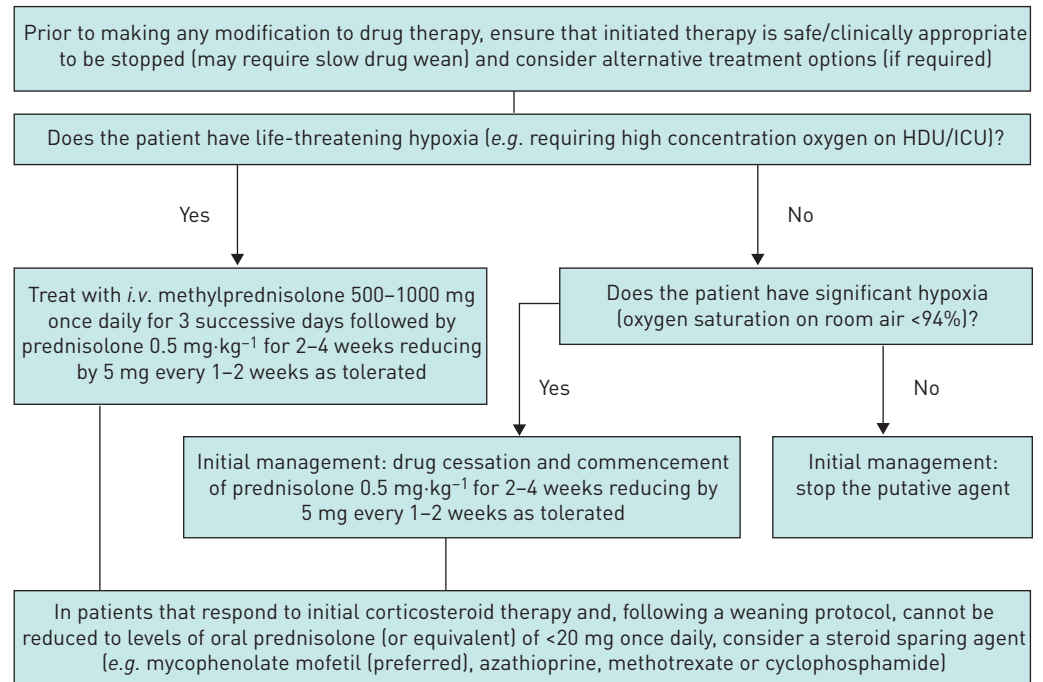 Prior to making any modification to drug therapy, ensure that initiated therapy is safe/clinically appropriate
to be stopped (may require slow drug wean) and consider alternative treatment options (if required)
Does the patient have life-threatening hypoxia (e.g. requiring high concentration oxygen on HDU/ICU)?
Yes
No
Treat with i.v. methylprednisolone 500–1000 mg
once daily for 3 successive days followed by
prednisolone 0.5 mg·kg⁻¹ for 2–4 weeks reducing
by 5 mg every 1–2 weeks as tolerated
Does the patient have significant hypoxia
(oxygen saturation on room air <94%)?
Yes
No
Initial management: drug cessation and commencement
of prednisolone 0.5 mg·kg⁻¹ for 2–4 weeks reducing by
5 mg every 1–2 weeks as tolerated
Initial management:
stop the putative agent
In patients that respond to initial corticosteroid therapy and, following a weaning protocol, cannot be
reduced to levels of oral prednisolone (or equivalent) of <20 mg once daily, consider a steroid sparing agent
(e.g. mycophenolate mofetil (preferred), azathioprine, methotrexate or cyclophosphamide)